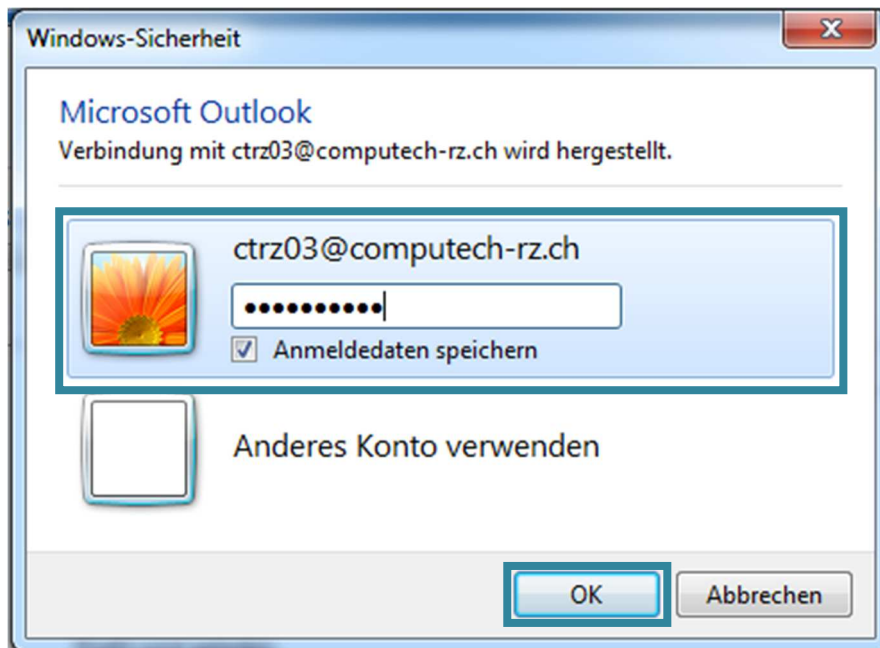 Windows-Sicherheit
Microsoft Outlook
Verbindung mit ctrz03@computech-rz.ch wird hergestellt.
ctrz03@computech-rz.ch
••••••••••
Anmeldedaten speichern
Anderes Konto verwenden
OK
Abbrechen